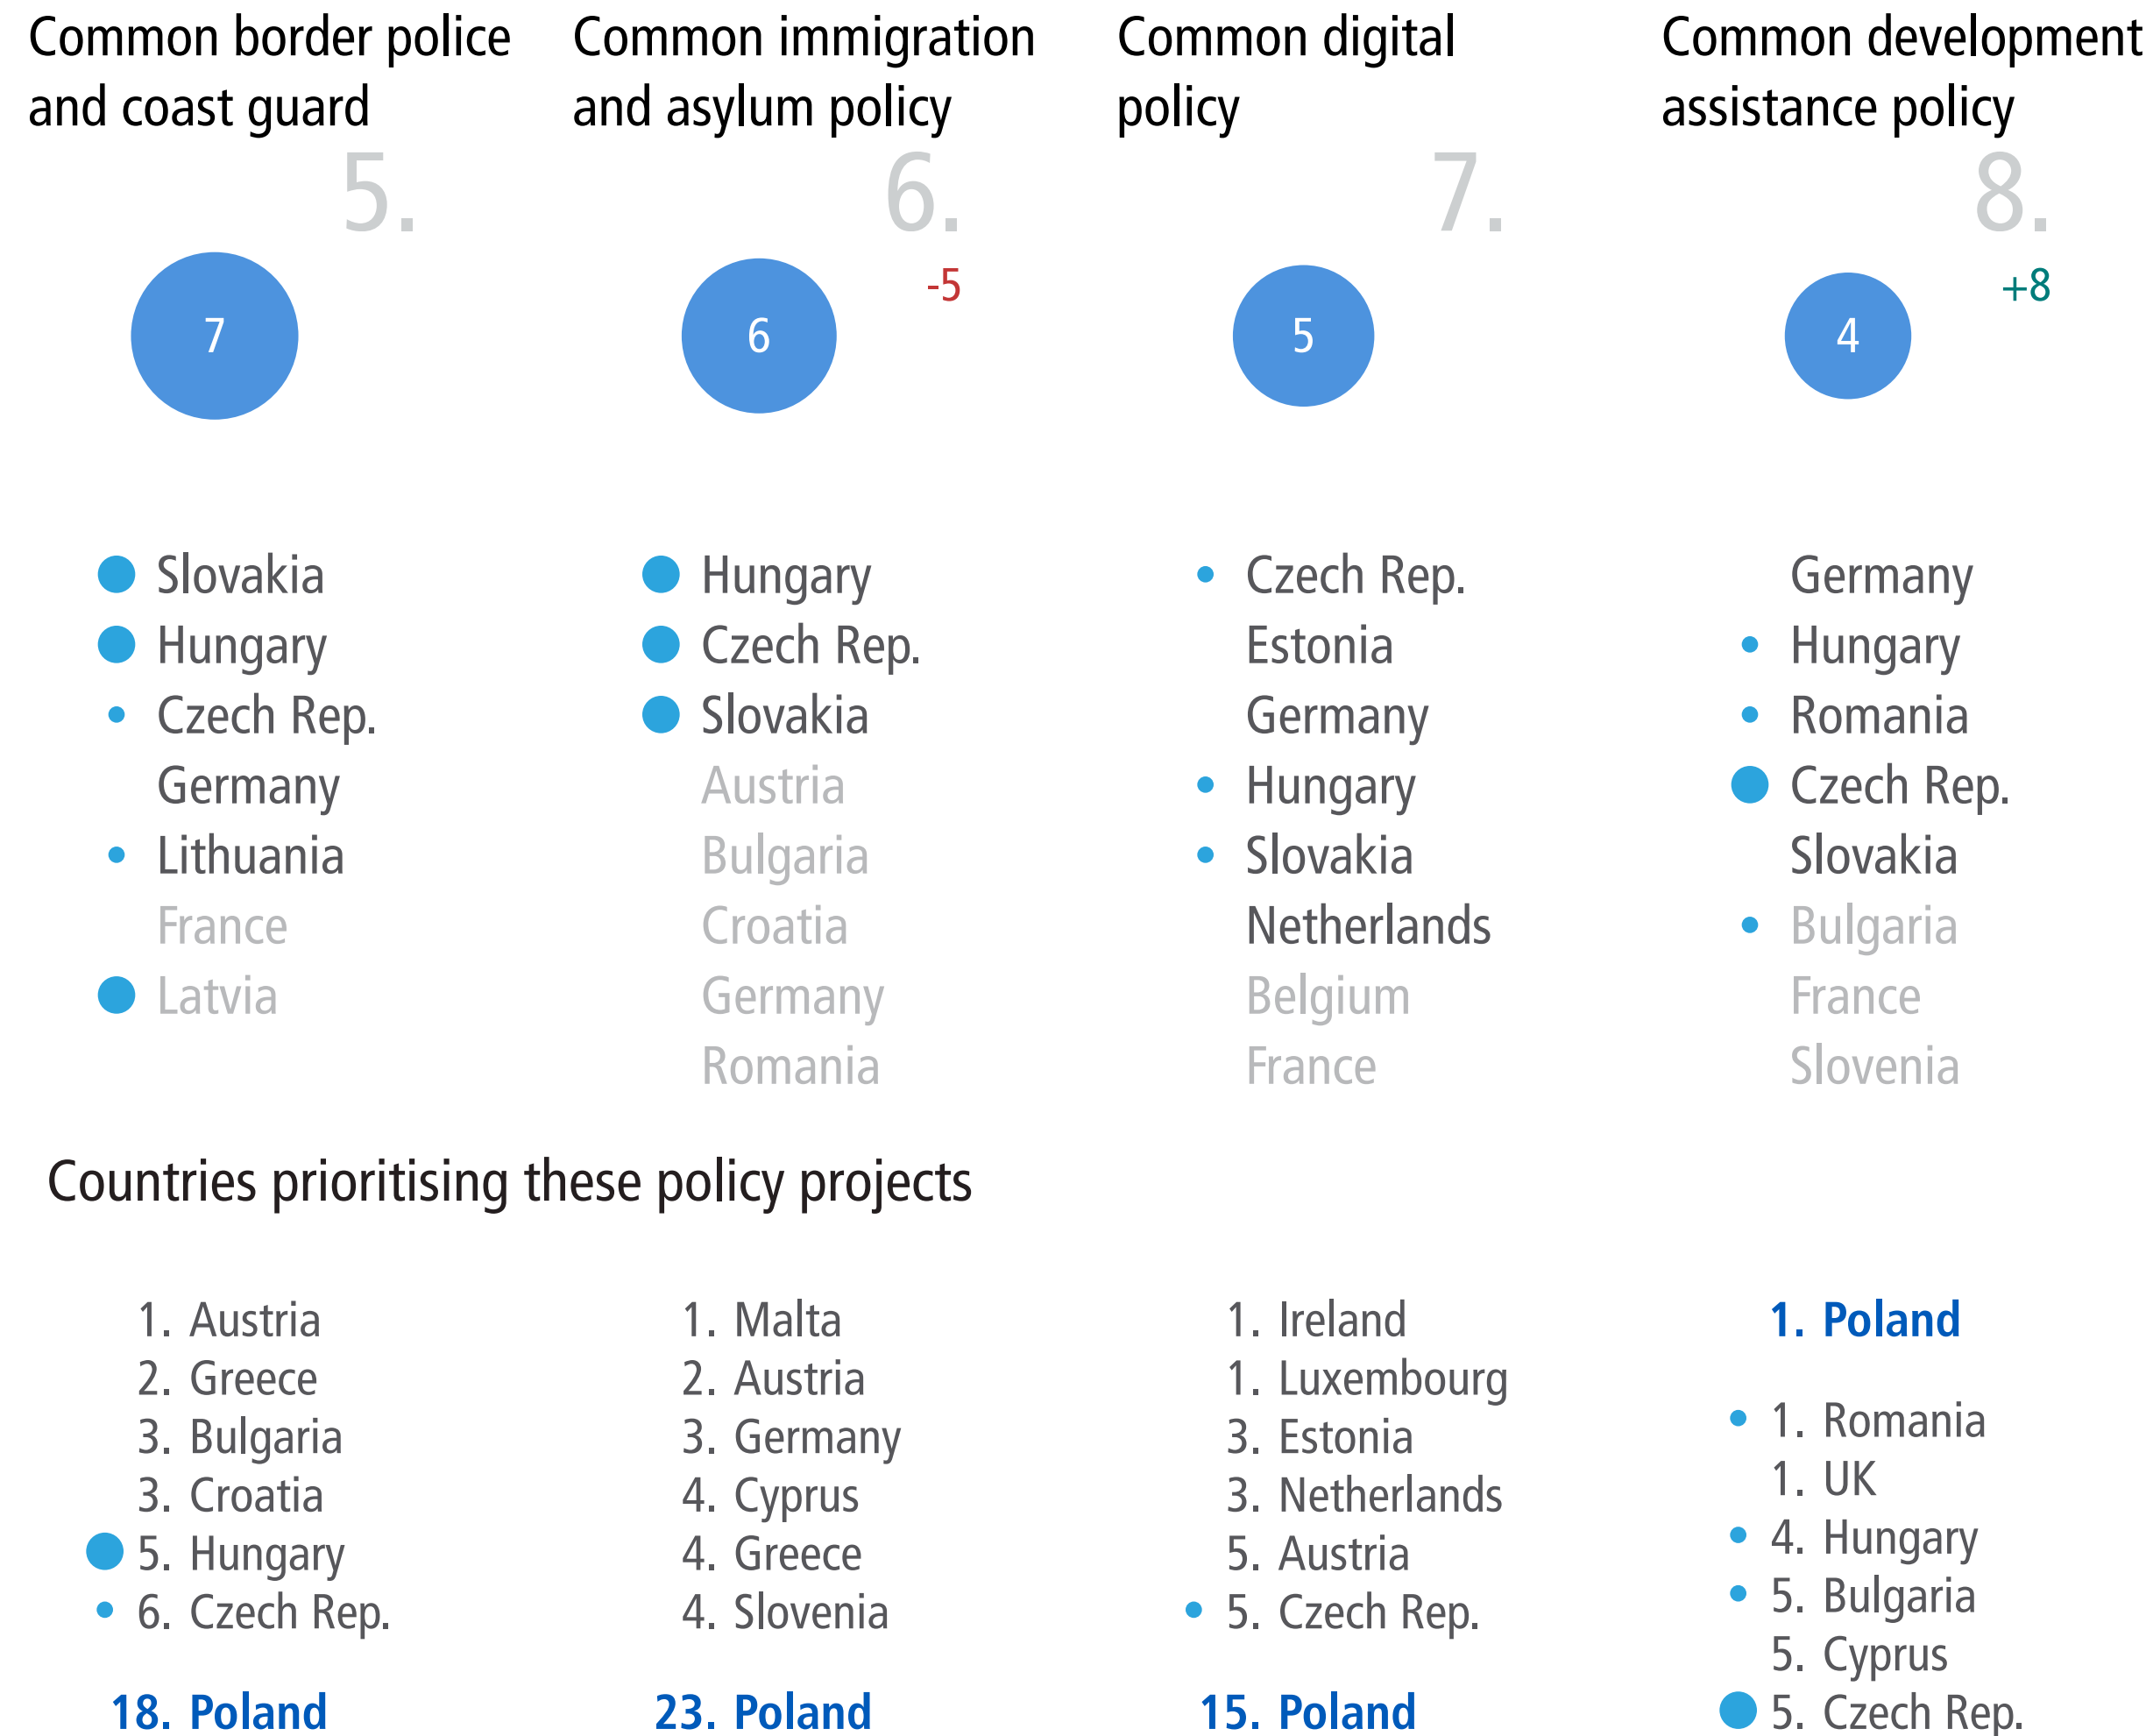 Common border police
and coast guard
5.
7
Slovakia
Hungary
Czech Rep.
Germany
Lithuania
France
Latvia
Common immigration
and asylum policy
6.
-5
6
Hungary
Czech Rep.
Slovakia
Austria
Bulgaria
Croatia
Germany
Romania
Common digital
policy
7.
5
Czech Rep.
Estonia
Germany
Hungary
Slovakia
Netherlands
Belgium
France
Common development
assistance policy
8.
+8
4
Germany
Hungary
Romania
Czech Rep.
Slovakia
Bulgaria
France
Slovenia
Countries prioritising these policy projects
1. Austria
2. Greece
3. Bulgaria
3. Croatia
5. Hungary
6. Czech Rep.
18. Poland
1. Malta
2. Austria
3. Germany
4. Cyprus
4. Greece
4. Slovenia
23. Poland
1. Ireland
1. Luxembourg
3. Estonia
3. Netherlands
5. Austria
5. Czech Rep.
15. Poland
1. Poland
1. Romania
1. UK
4. Hungary
5. Bulgaria
5. Cyprus
5. Czech Rep.